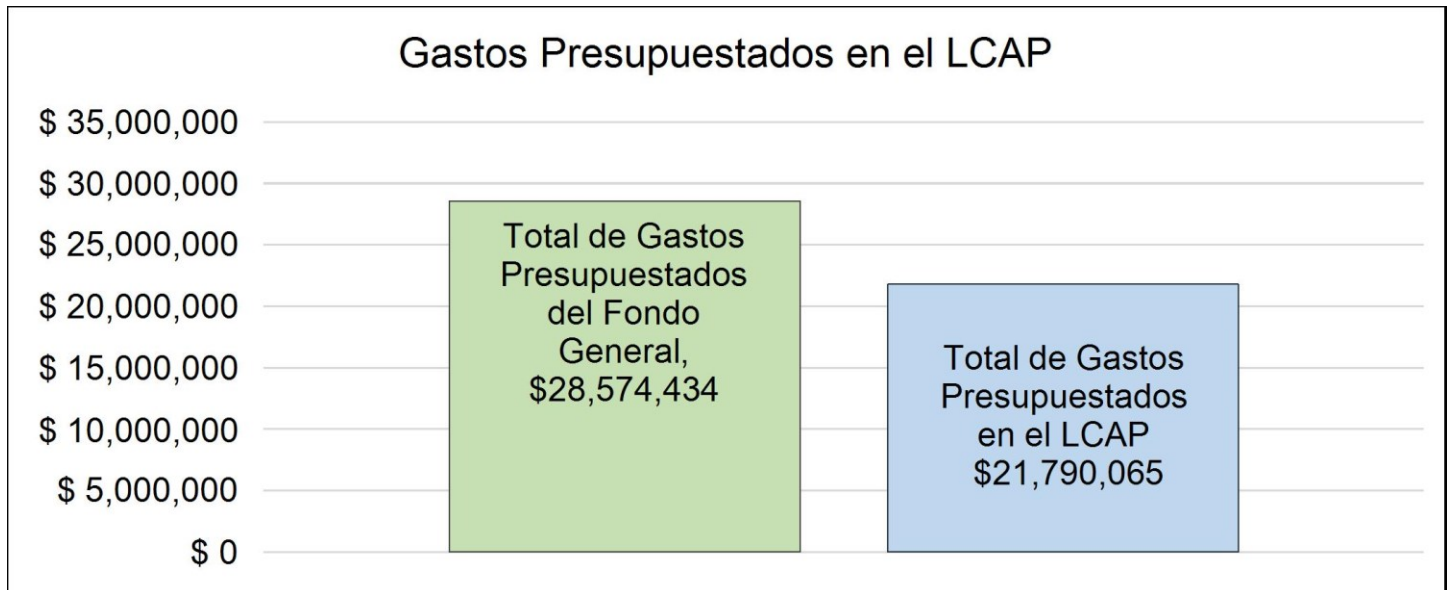 Gastos Presupuestados en el LCAP
$ 35,000,000
$ 30,000,000
$ 25,000,000
$ 20,000,000
$ 15,000,000
$ 10,000,000
$ 5,000,000
$ 0
Total de Gastos
Presupuestados
del Fondo
General,
$28,574,434
Total de Gastos
Presupuestados
en el LCAP
$21,790,065